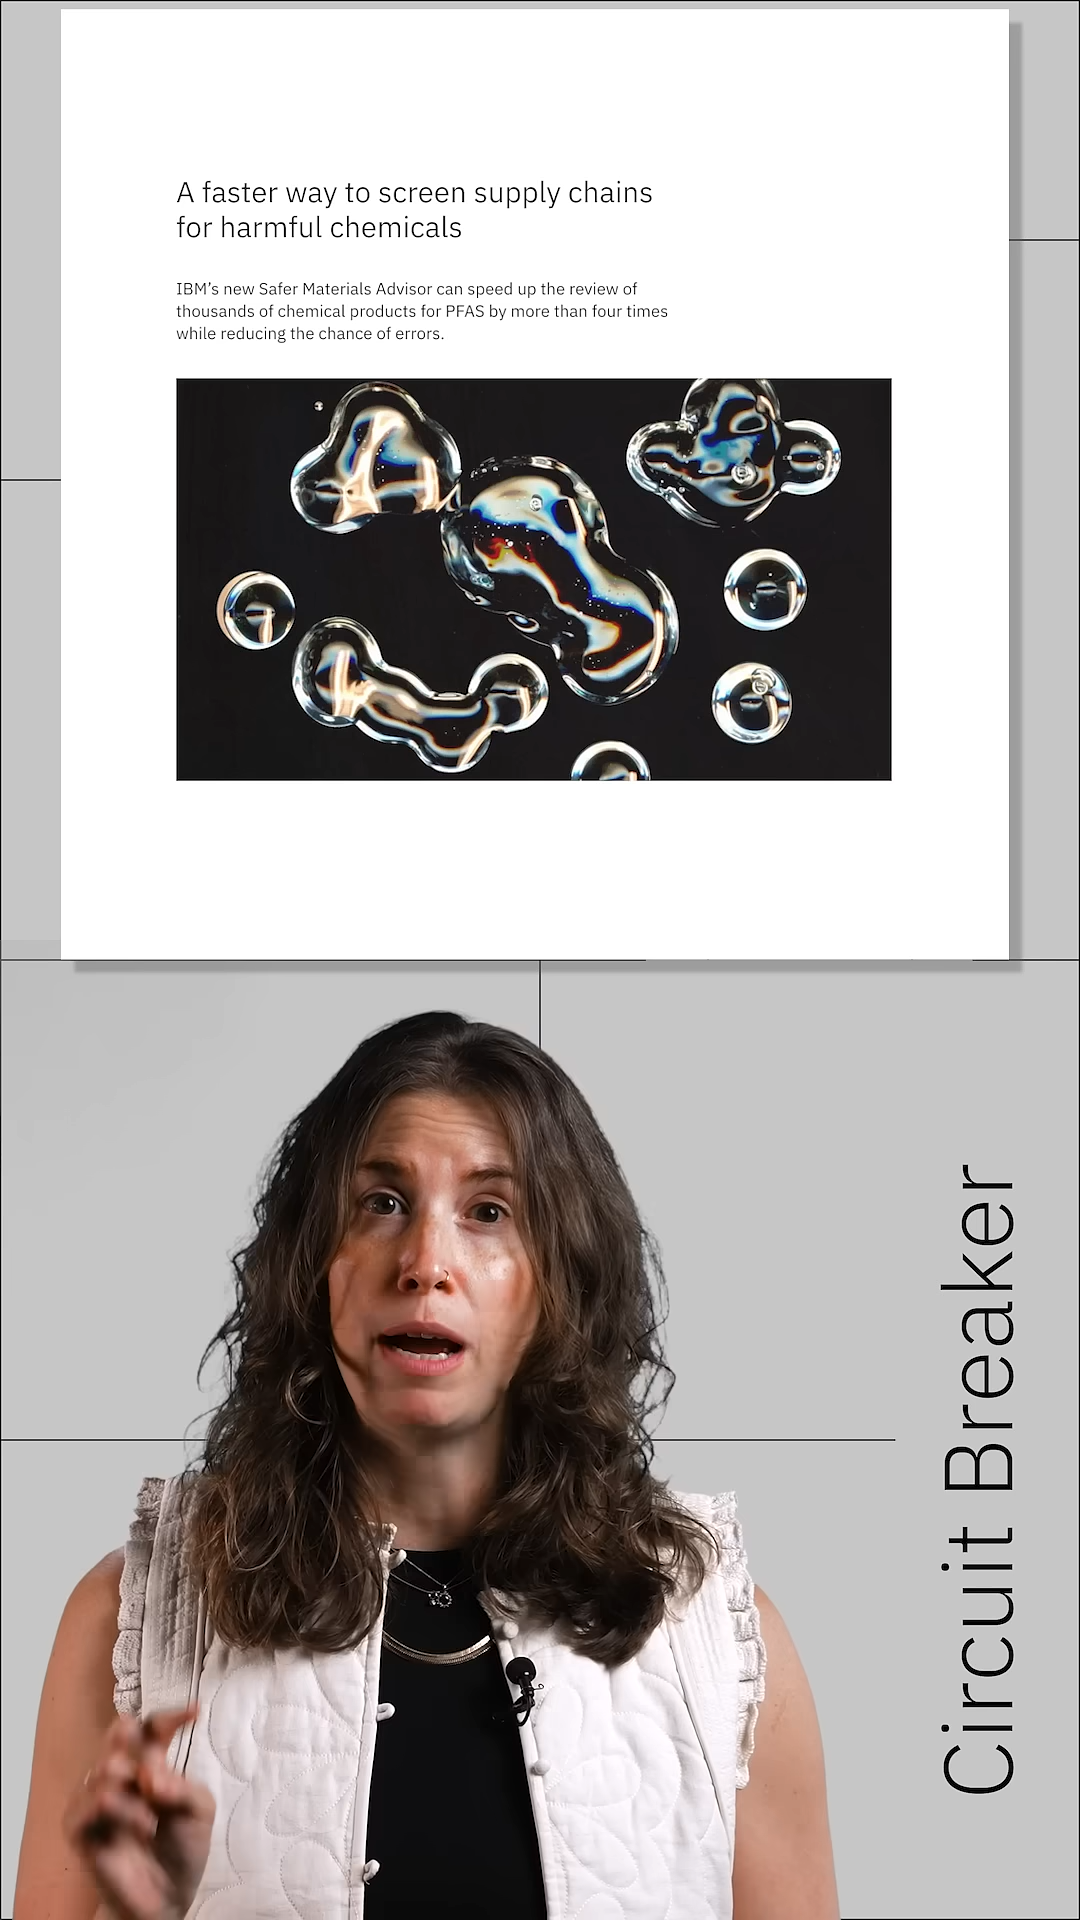 A faster way to screen supply chains
for harmful chemicals
IBM’s new Safer Materials Advisor can speed up the review of
thousands of chemical products for PFAS by more than four times
while reducing the chance of errors.
Circuit Breaker